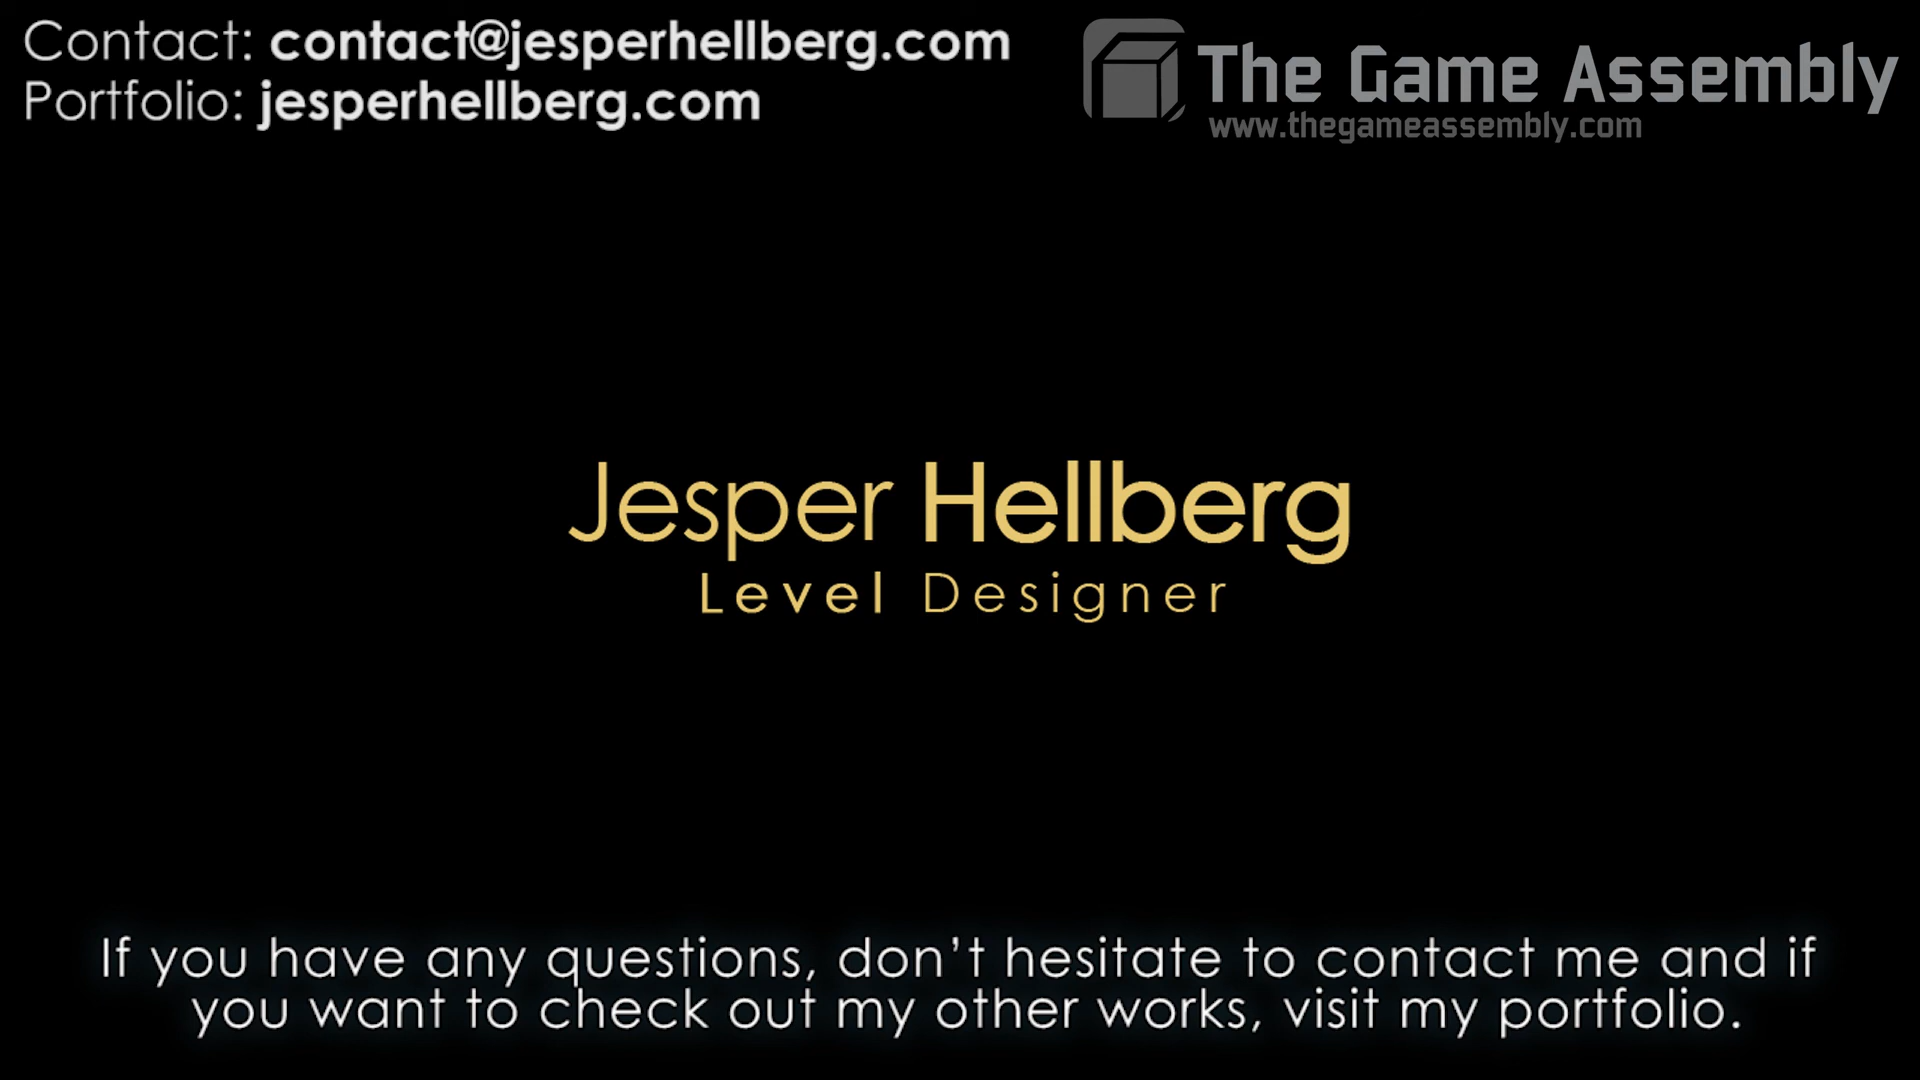 Contact: contact@jesperhellberg.com
Portfolio: jesperhellberg.com
The Game Assembly
www.thegameassembly.com
Jesper Hellberg
Level Designer
If you have any questions, don’t hesitate to contact me and if
you want to check out my other works, visit my portfolio.